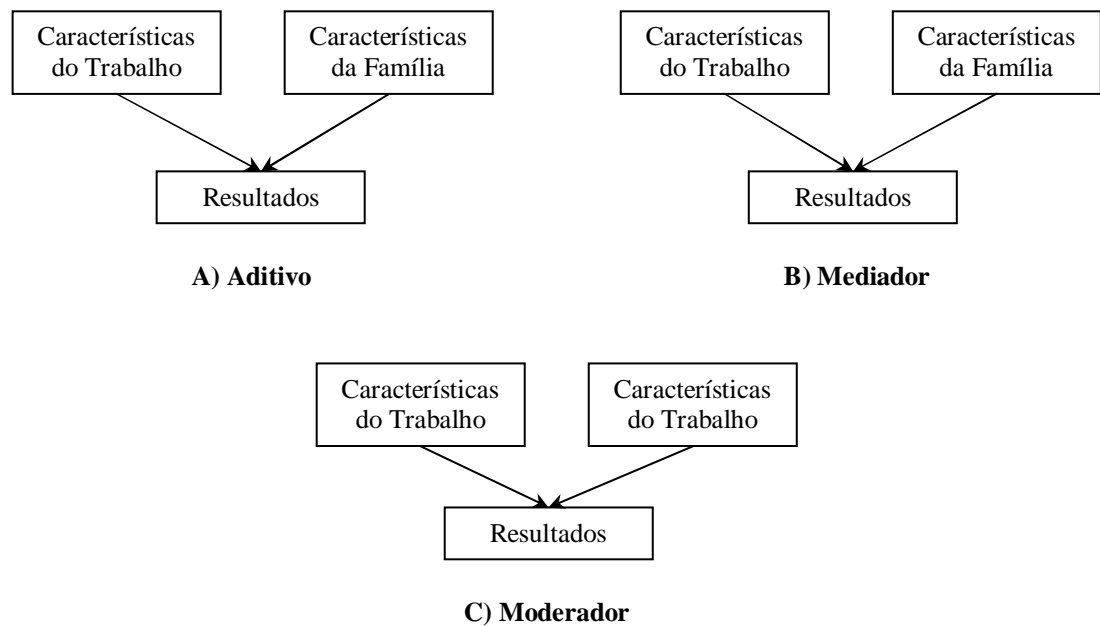 Características
do Trabalho
Características
da Família
Resultados
A) Aditivo
Características
do Trabalho
Características
da Família
Resultados
B) Mediador
Características
do Trabalho
Características
do Trabalho
Resultados
C) Moderador